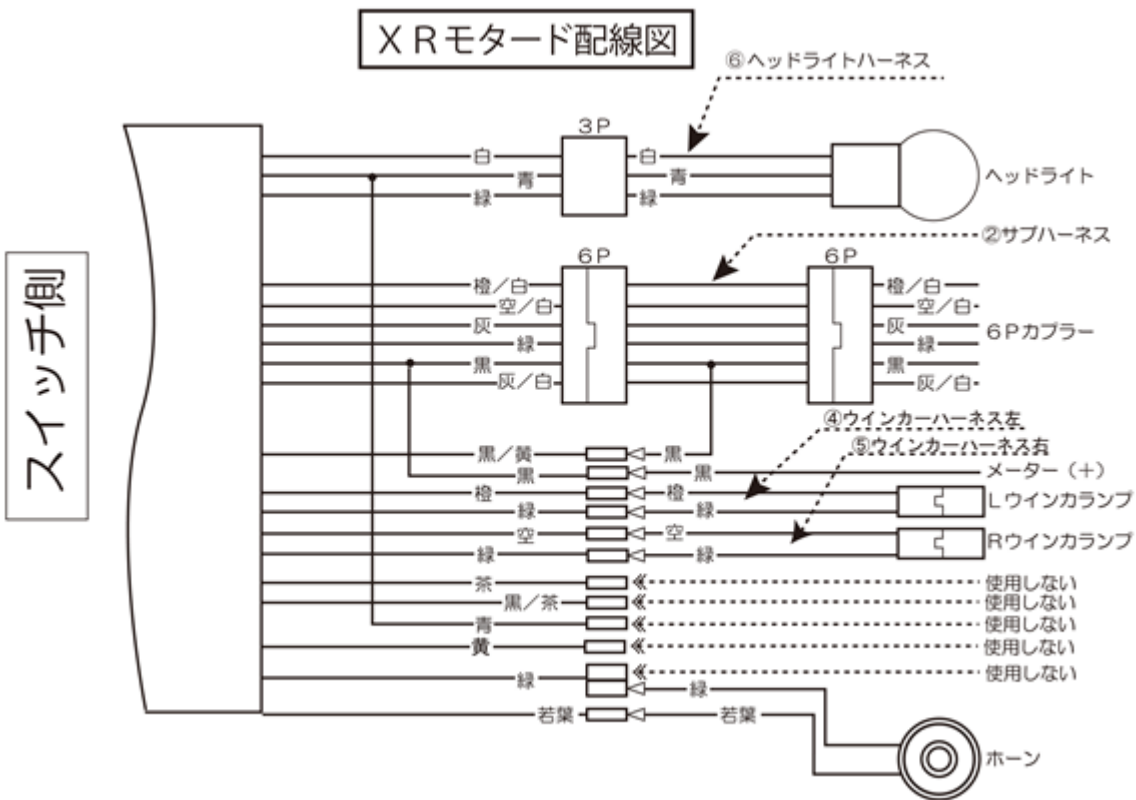 XRモタード配線図
⑥ヘッドライトハーネス
3P
白 白
青 青
緑 緑
ヘッドライト
②サブハーネス
6P 6P
橙/白 橙/白
空/白 空/白
灰 灰
緑 緑
黒 黒
灰/白 灰/白
6Pカプラー
スイッチ側
④ウインカーハーネス左
⑤ウインカーハーネス右
黒/黄 黒
黒 黒 メーター(+)
橙 橙
緑 緑
Lウインカランプ
空 空
緑 緑
Rウインカランプ
茶 使用しない
黒/茶 使用しない
青 使用しない
黄 使用しない
使用しない
緑 緑
若葉 若葉
ホーン